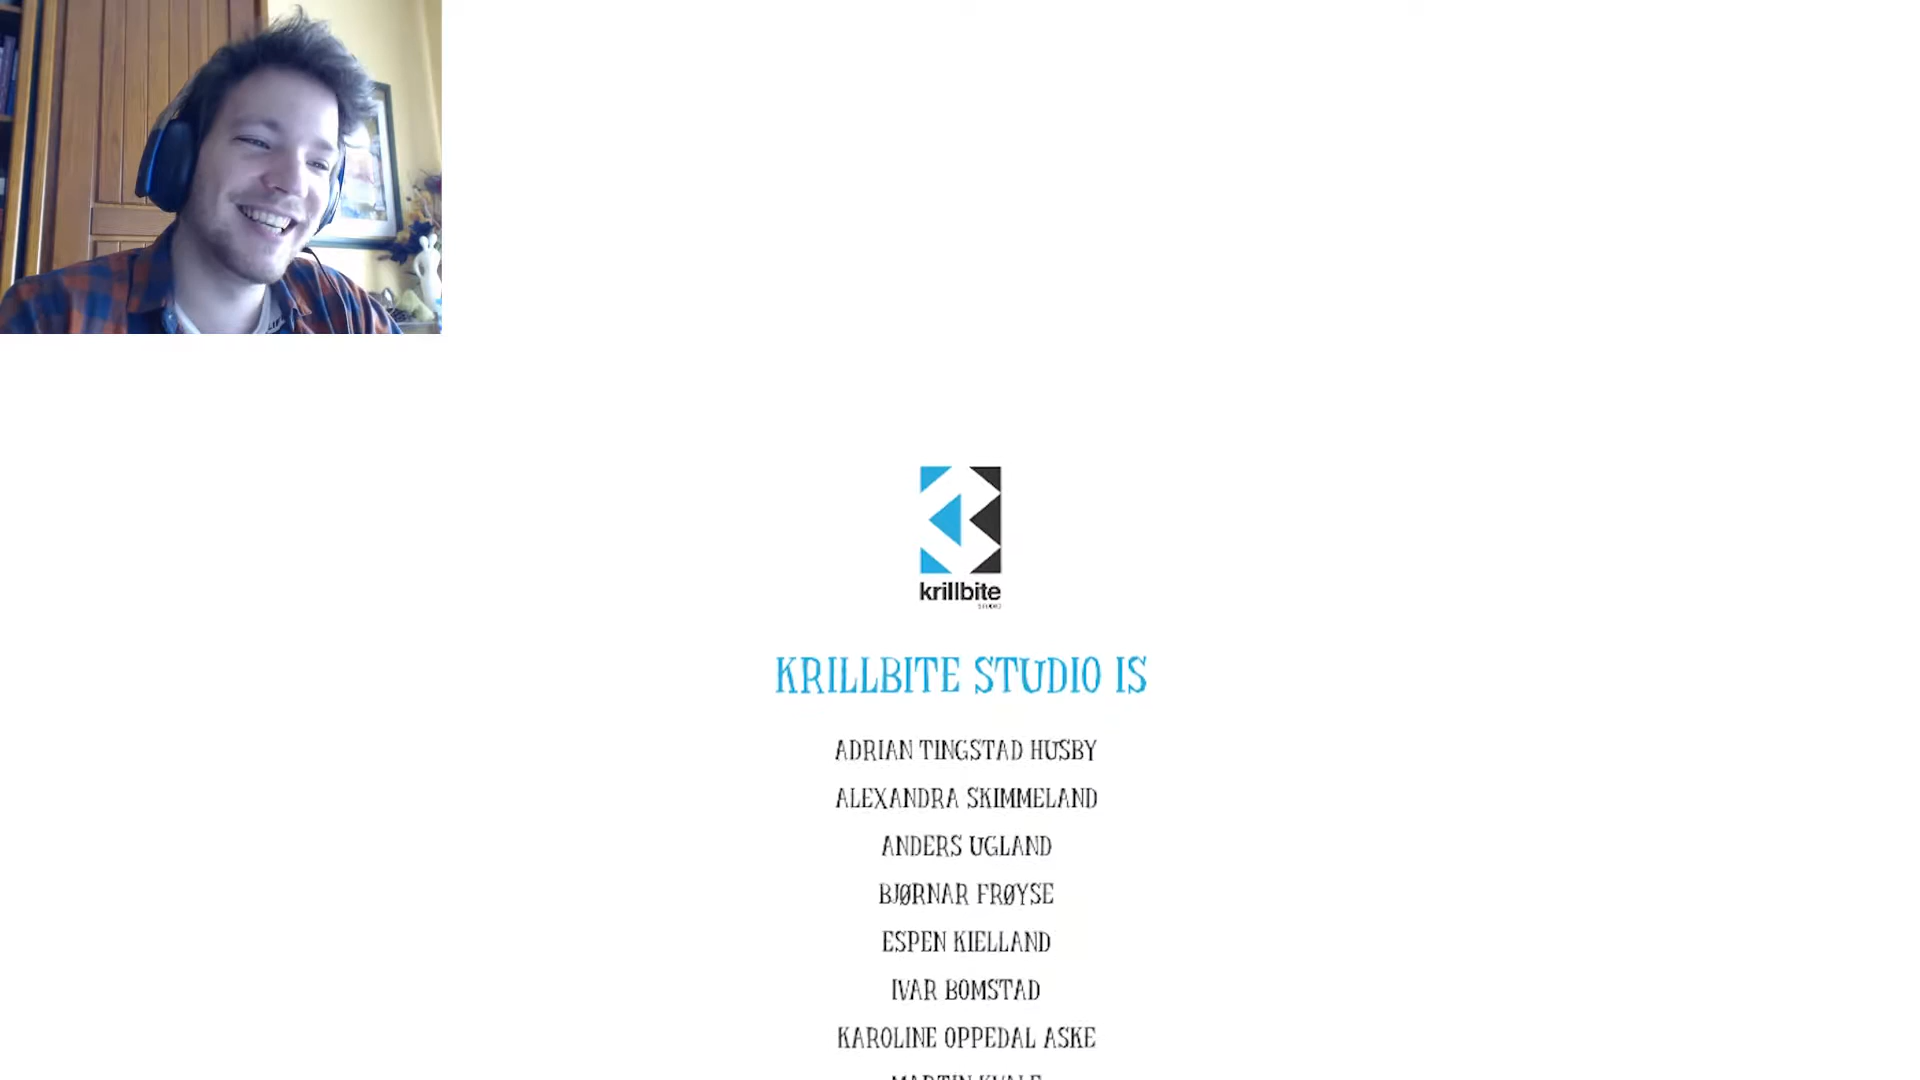 krillbite
STUDIO
KRILLBITE STUDIO IS
ADRIAN TINGSTAD HUSBY
ALEXANDRA SKIMMELAND
ANDERS UGLAND
BJØRNAR FRØYSE
ESPEN KIELLAND
IVAR BOMSTAD
KAROLINE OPPEDAL ASKE